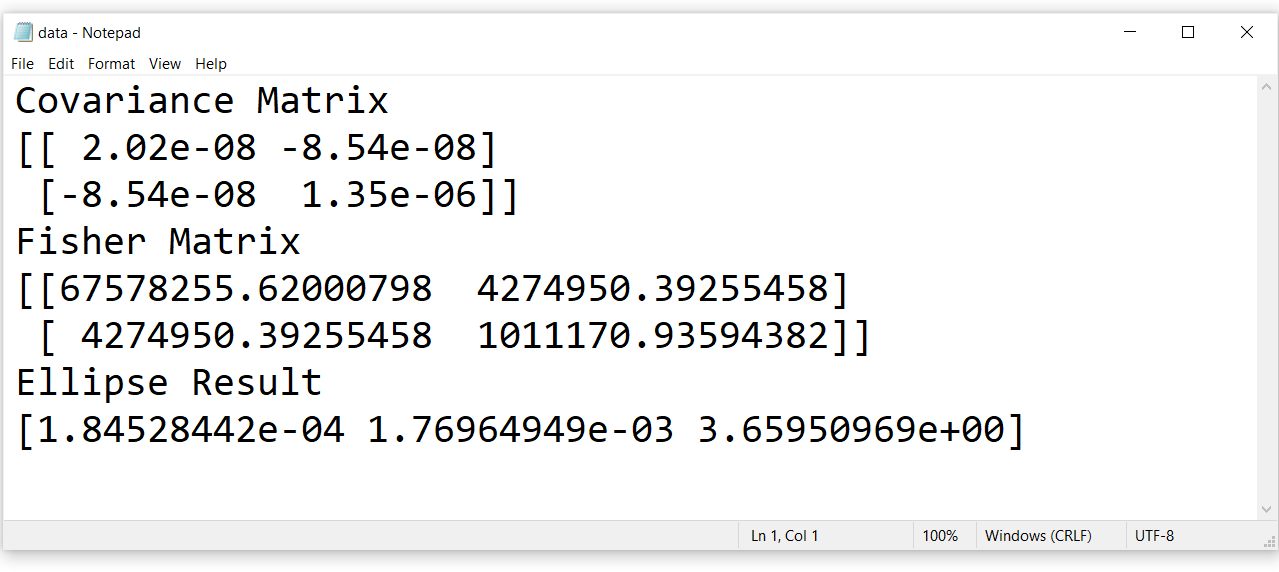 data - Notepad
File Edit Format View Help
Covariance Matrix
[[ 2.02e-08 -8.54e-08]
 [-8.54e-08  1.35e-06]]
Fisher Matrix
[[67578255.62000798  4274950.39255458]
 [ 4274950.39255458  1011170.93594382]]
Ellipse Result
[1.84528442e-04 1.76964949e-03 3.65950969e+00]
Ln 1, Col 1 100% Windows (CRLF) UTF-8